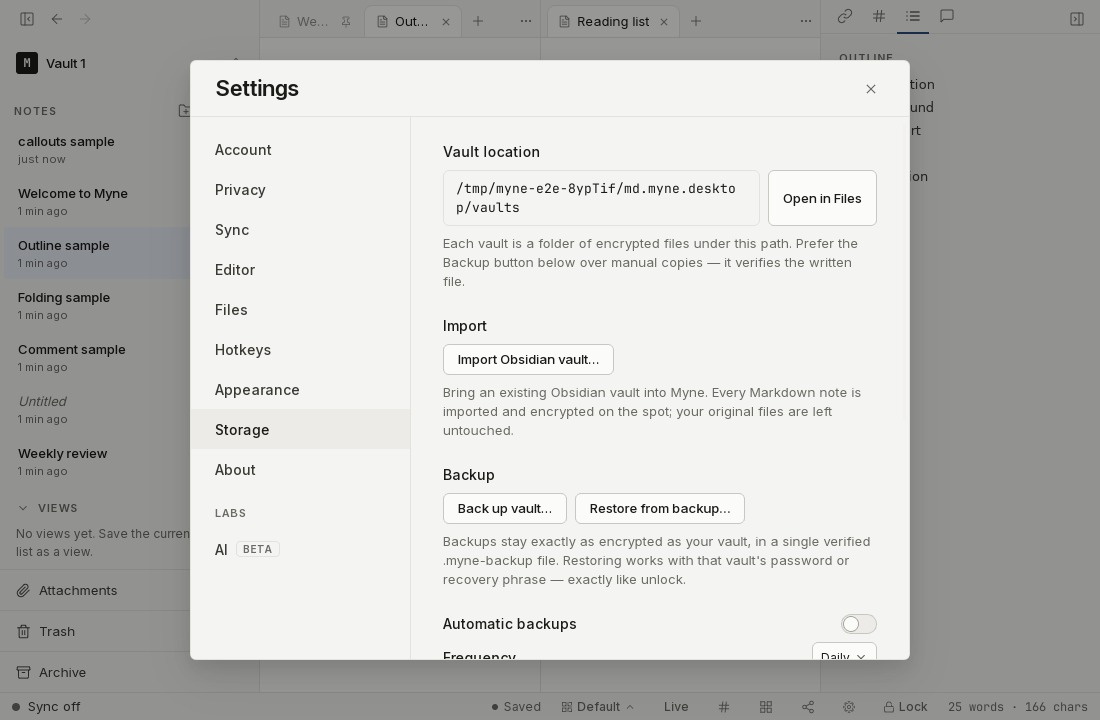 We...
Out...
Reading list
M
Vault 1
NOTES
callouts sample
just now
Welcome to Myne
1 min ago
Outline sample
1 min ago
Folding sample
1 min ago
Comment sample
1 min ago
Untitled
1 min ago
Weekly review
1 min ago
VIEWS
No views yet. Save the curren
list as a view.
Attachments
Trash
Archive
OUTLINE
tion
und
rt
ion
Settings
Account
Privacy
Sync
Editor
Files
Hotkeys
Appearance
Storage
About
LABS
AI BETA
Vault location
/tmp/myne-e2e-8ypTif/md.myne.deskto
p/vaults
Open in Files
Each vault is a folder of encrypted files under this path. Prefer the
Backup button below over manual copies — it verifies the written
file.
Import
Import Obsidian vault...
Bring an existing Obsidian vault into Myne. Every Markdown note is
imported and encrypted on the spot; your original files are left
untouched.
Backup
Back up vault...
Restore from backup...
Backups stay exactly as encrypted as your vault, in a single verified
.myne-backup file. Restoring works with that vault's password or
recovery phrase — exactly like unlock.
Automatic backups
Frequency
Daily
Sync off
Saved
Default
Live
Lock
25 words · 166 chars